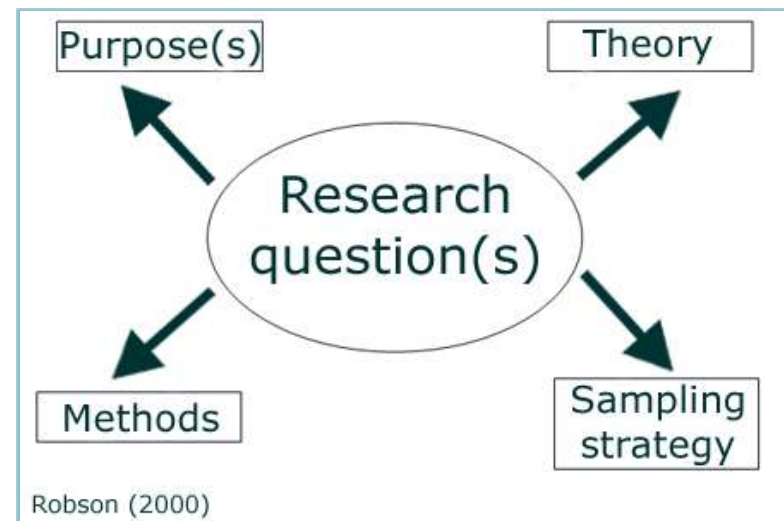 Purpose(s)
Theory
Research
question(s)
Methods
Sampling
strategy
Robson (2000)